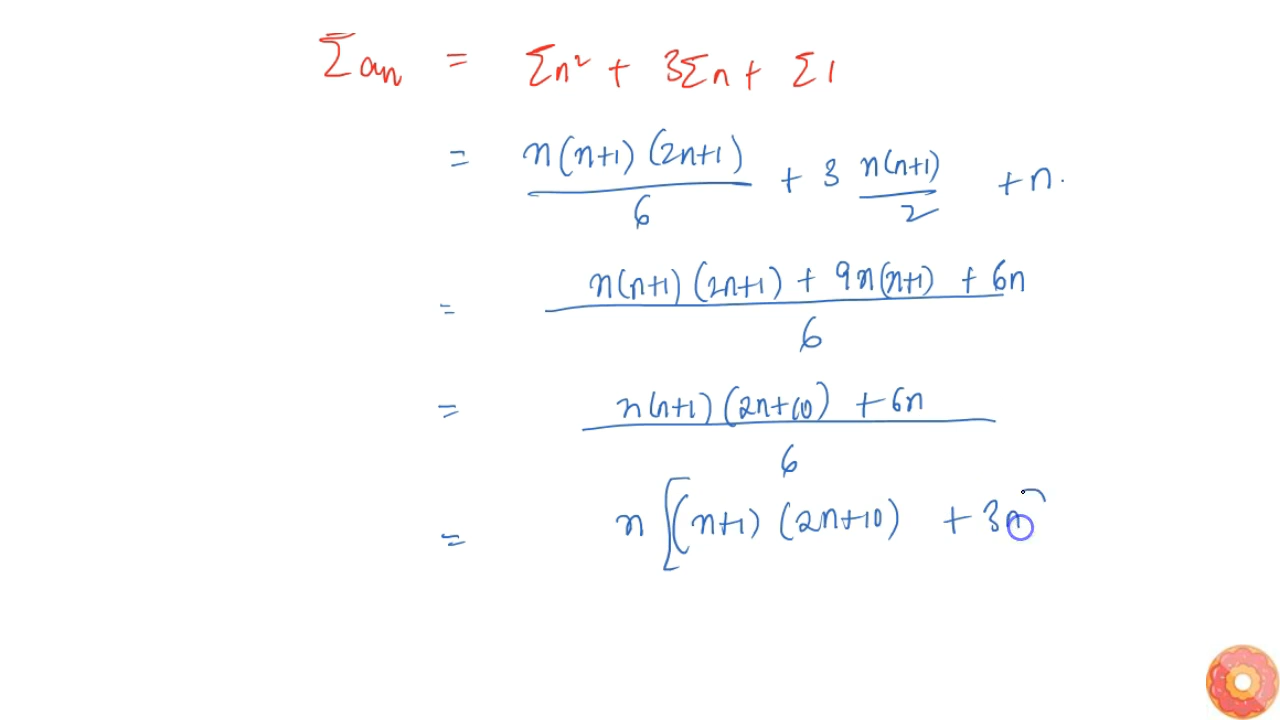 Σan = Σn² + 3Σn + Σ1
= n(n+1)(2n+1)/6 + 3 n(n+1)/2 + n.
= n(n+1)(2n+1) + 9n(n+1) + 6n / 6
= n(n+1)(2n+10) + 6n / 6
= n [(n+1)(2n+10) + 3